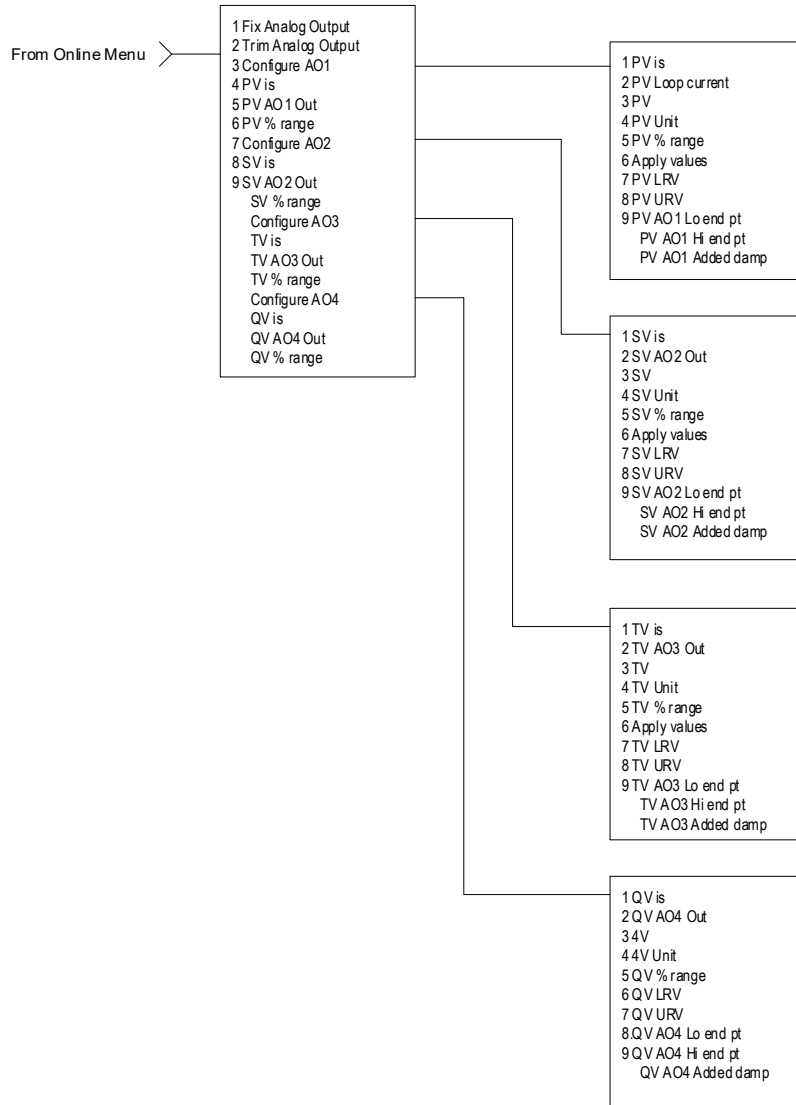 From Online Menu
1 Fix Analog Output
2 Trim Analog Output
3 Configure AO1
4 PV is
5 PV AO1 Out
6 PV % range
7 Configure AO2
8 SV is
9 SV AO2 Out
SV % range
Configure AO3
TV is
TV AO3 Out
TV % range
Configure AO4
QV is
QV AO4 Out
QV % range
1 PV is
2 PV Loop current
3 PV
4 PV Unit
5 PV % range
6 Apply values
7 PV LRV
8 PV URV
9 PV AO1 Lo end pt
PV AO1 Hi end pt
PV AO1 Added damp
1 SV is
2 SV AO2 Out
3 SV
4 SV Unit
5 SV % range
6 Apply values
7 SV LRV
8 SV URV
9 SV AO2 Lo end pt
SV AO2 Hi end pt
SV AO2 Added damp
1 TV is
2 TV AO3 Out
3 TV
4 TV Unit
5 TV % range
6 Apply values
7 TV LRV
8 TV URV
9 TV AO3 Lo end pt
TV AO3 Hi end pt
TV AO3 Added damp
1 QV is
2 QV AO4 Out
3 4V
4 4V Unit
5 QV % range
6 QV LRV
7 QV URV
8.QV AO4 Lo end pt
9 QV AO4 Hi end pt
QV AO4 Added damp